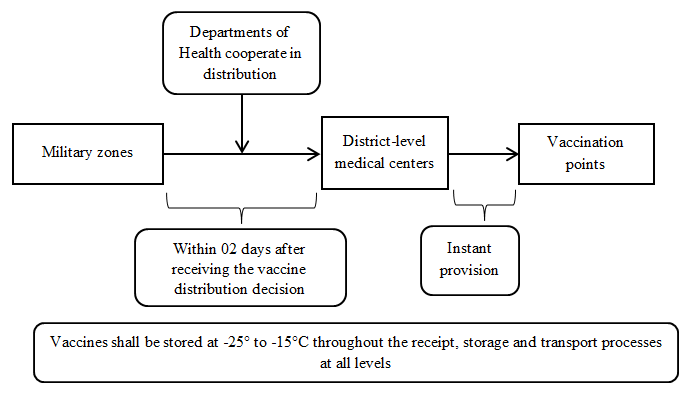 Departments of
Health cooperate in
distribution
Military zones
District-level
medical centers
Vaccination
points
Within 02 days after
receiving the vaccine
distribution decision
Instant
provision
Vaccines shall be stored at -25° to -15°C throughout the receipt, storage and transport processes
at all levels